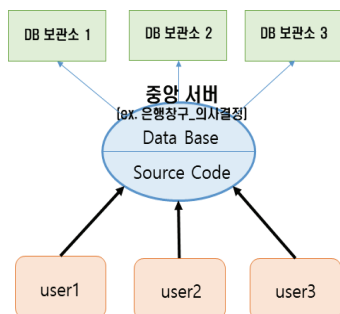 DB 보관소 1
DB 보관소 2
DB 보관소 3
중앙 서버
(ex. 은행창구_의사결정)
Data Base
Source Code
user1
user2
user3